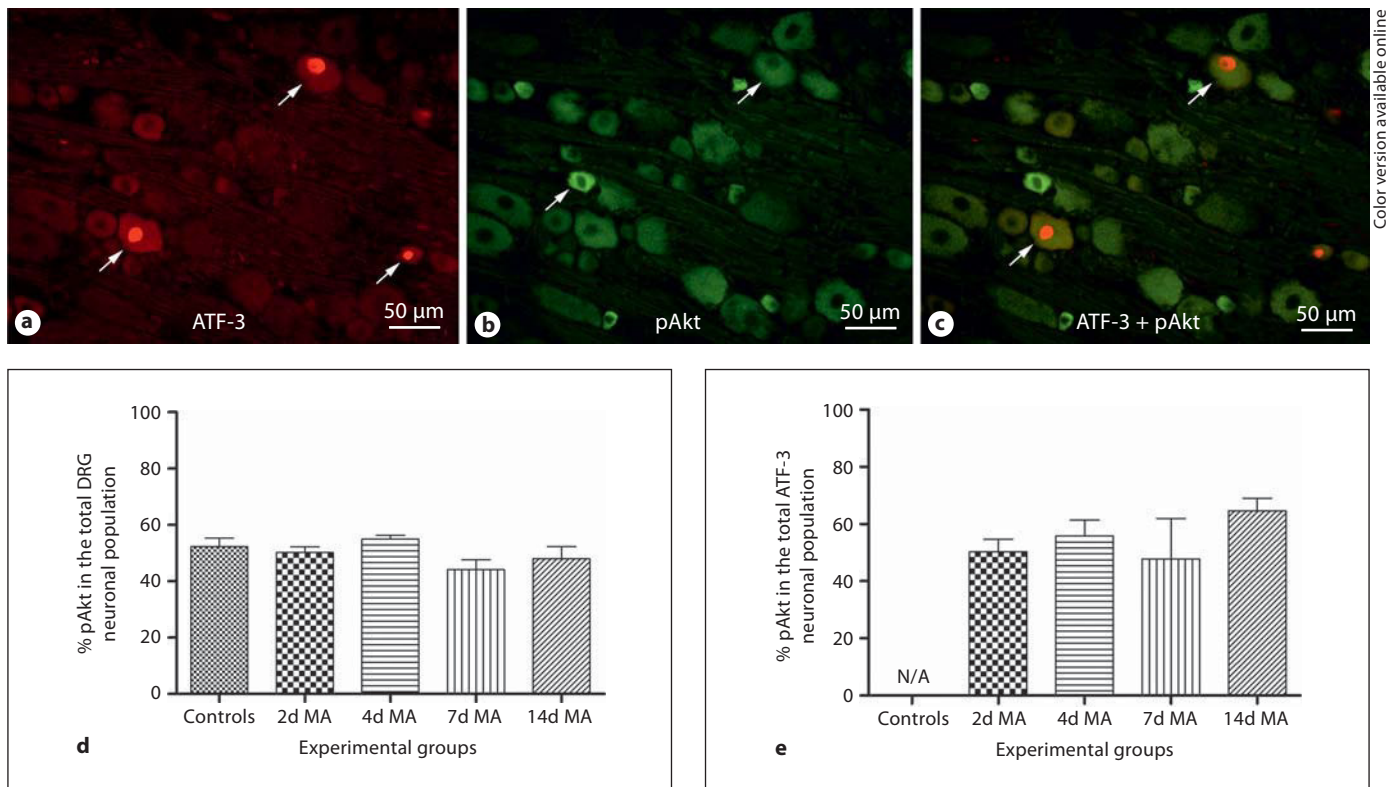 Color version available online
a
ATF-3
50 µm
b
pAkt
50 µm
c
ATF-3 + pAkt
50 µm
% pAkt in the total DRG
neuronal population
100
80
60
40
20
0
Controls 2d MA 4d MA 7d MA 14d MA
d
Experimental groups
% pAkt in the total ATF-3
neuronal population
100
80
60
40
20
0
N/A
Controls 2d MA 4d MA 7d MA 14d MA
e
Experimental groups